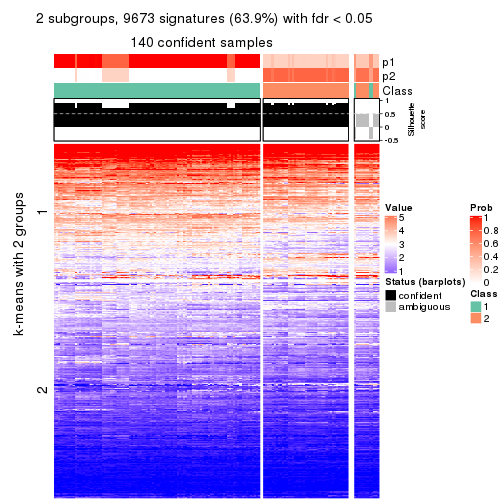 2 subgroups, 9673 signatures (63.9%) with fdr < 0.05
140 confident samples
p1
p2
Class
1
0.5
0
-0.5
Silhouette
score
k-means with 2 groups
1
2
Value
5
4
3
2
1
Status (barplots)
confident
ambiguous
Prob
1
0.8
0.6
0.4
0.2
0
Class
1
2